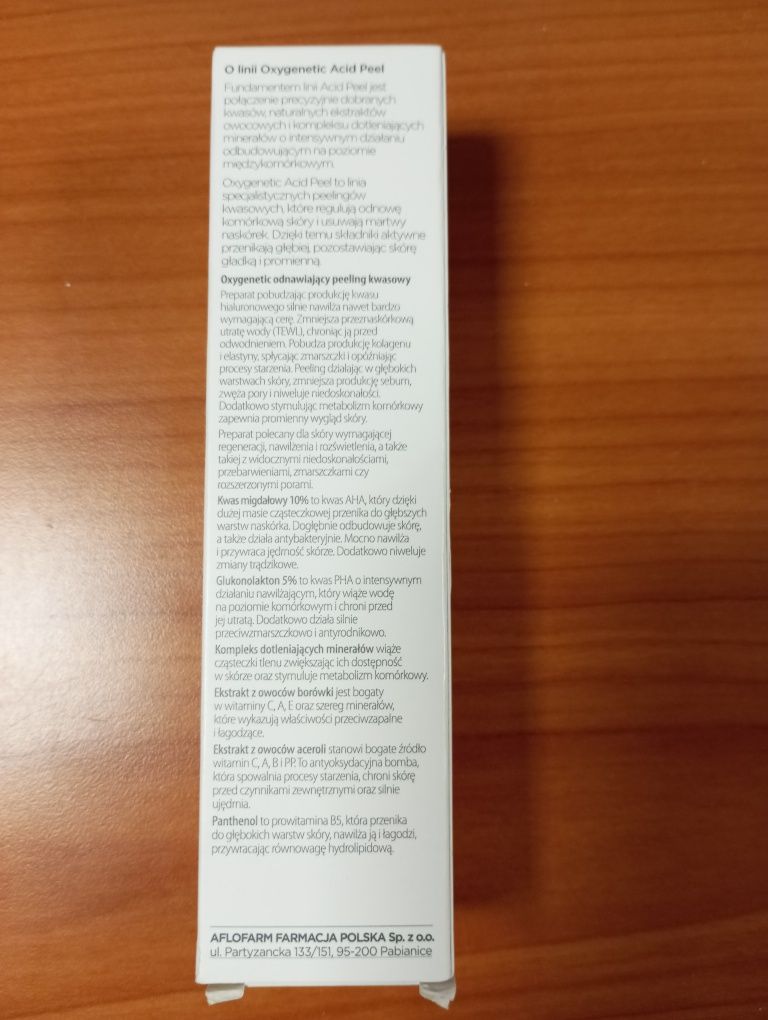 O linii Oxygenetic Acid Peel
Fundamentem linii Acid Peel jest
połączenie precyzyjnie dobranych
kwasów, naturalnych ekstraktów
owocowych i kompleksu dotleniających
minerałów o intensywnym działaniu
odbudowującym na poziomie
międzykomórkowym.
Oxygenetic Acid Peel to linia
specjalistycznych peelingów
kwasowych, które regulują odnowę
komórkową skóry i usuwają martwy
naskórek. Dzięki temu składniki aktywne
przenikają głębiej, pozostawiając skórę
gładką i promienną.
Oxygenetic odnawiający peeling kwasowy
Preparat pobudzając produkcję kwasu
hialuronowego silnie nawilża nawet bardzo
wymagającą cerę. Zmniejsza przeznaskórkową
utratę wody (TEWL), chroniąc ją przed
odwodnieniem. Pobudza produkcję kolagenu
i elastyny, spłycając zmarszczki i opóźniając
procesy starzenia. Peeling działając w głębokich
warstwach skóry, zmniejsza produkcję sebum,
zwęża pory i niweluje niedoskonałości.
Dodatkowo stymulując metabolizm komórkowy
zapewnia promienny wygląd skóry.
Preparat polecany dla skóry wymagającej
regeneracji, nawilżenia i rozświetlenia, a także
takiej z widocznymi niedoskonałościami,
przebarwieniami, zmarszczkami czy
rozszerzonymi porami.
Kwas migdałowy 10% to kwas AHA, który dzięki
dużej masie cząsteczkowej przenika do głębszych
warstw naskórka. Dogłębnie odbudowuje skórę,
a także działa antybakteryjnie. Mocno nawilża
i przywraca jędrność skórze. Dodatkowo niweluje
zmiany trądzikowe.
Glukonolakton 5% to kwas PHA o intensywnym
działaniu nawilżającym, który wiąże wodę
na poziomie komórkowym i chroni przed
jej utratą. Dodatkowo działa silnie
przeciwzmarszczkowo i antyrodnikowo.
Kompleks dotleniających minerałów wiąże
cząsteczki tlenu zwiększając ich dostępność
w skórze oraz stymuluje metabolizm komórkowy.
Ekstrakt z owoców borówki jest bogaty
w witaminy C, A, E oraz szereg minerałów,
które wykazują właściwości przeciwzapalne
i łagodzące.
Ekstrakt z owoców aceroli stanowi bogate źródło
witamin C, A, B i PP. To antyoksydacyjna bomba,
która spowalnia procesy starzenia, chroni skórę
przed czynnikami zewnętrznymi oraz silnie
ujędrnia.
Panthenol to prowitamina B5, która przenika
do głębokich warstw skóry, nawilża ją i łagodzi,
przywracając równowagę hydrolipidową.
AFLOFARM FARMACJA POLSKA Sp. z o.o.
ul. Partyzancka 133/151, 95-200 Pabianice